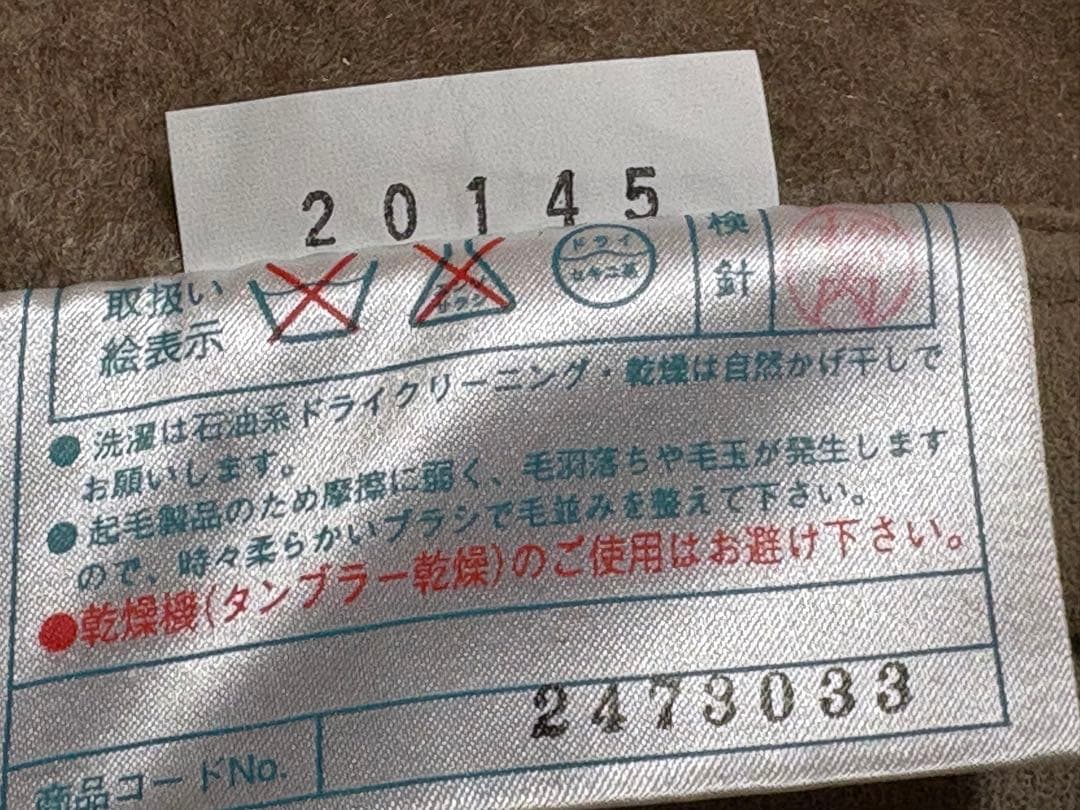 20145
取扱い
絵表示
ドライ
セキユ系
検
針
●洗濯は石油系ドライクリーニング・乾燥は自然かげ干しで
お願いします。
●起毛製品のため摩擦に弱く、毛羽落ちや毛玉が発生します
ので、時々柔らかいブラシで毛並みを整えて下さい。
●乾燥機(タンブラー乾燥)のご使用はお避け下さい。
2473033
商品コードNo.